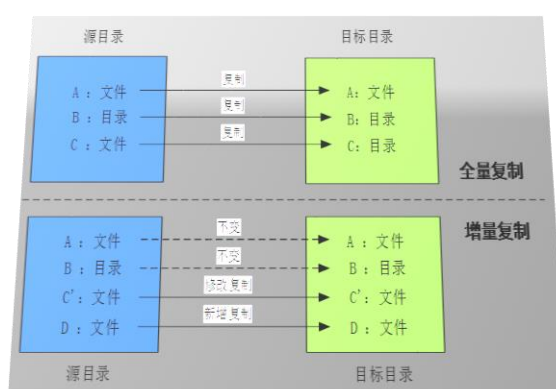 源目录 目标目录
A : 文件 复制 A: 文件
B : 目录 复制 B: 目录
C : 文件 复制 C: 目录
全量复制
增量复制
A : 文件 不变 A : 文件
B : 目录 不变 B : 目录
C': 文件 修改复制 C': 文件
D : 文件 新增复制 D : 文件
源目录 目标目录